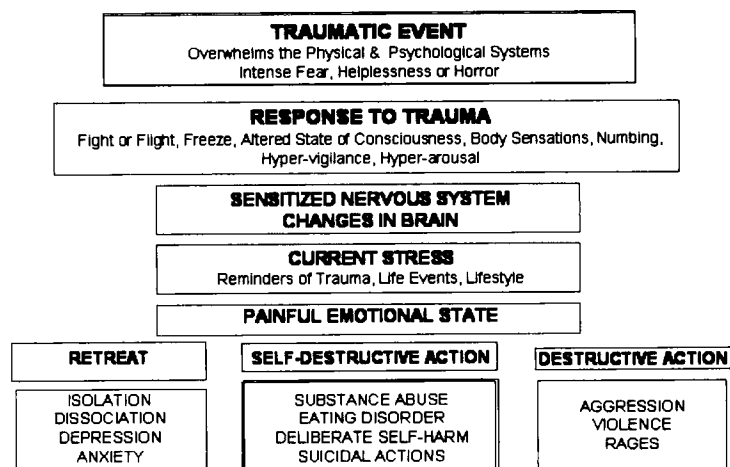 TRAUMATIC EVENT
Overwhelms the Physical & Psychological Systems
Intense Fear, Helplessness or Horror
RESPONSE TO TRAUMA
Fight or Flight, Freeze, Altered State of Consciousness, Body Sensations, Numbing,
Hyper-vigilance, Hyper-arousal
SENSITIZED NERVOUS SYSTEM
CHANGES IN BRAIN
CURRENT STRESS
Reminders of Trauma, Life Events, Lifestyle
PAINFUL EMOTIONAL STATE
RETREAT
ISOLATION
DISSOCIATION
DEPRESSION
ANXIETY
SELF-DESTRUCTIVE ACTION
SUBSTANCE ABUSE
EATING DISORDER
DELIBERATE SELF-HARM
SUICIDAL ACTIONS
DESTRUCTIVE ACTION
AGGRESSION
VIOLENCE
RAGES